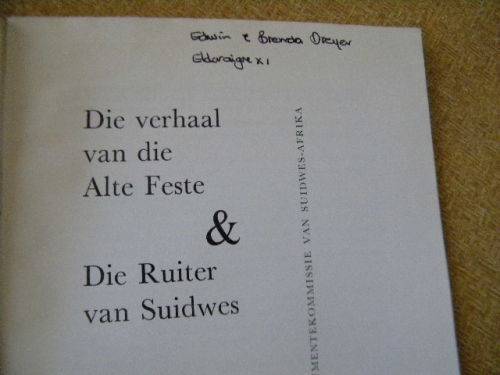 Edwin & Brenda Dreyer
Eldoraigne X1
Die verhaal
van die
Alte Feste
&
Die Ruiter
van Suidwes
MENTEKOMMISSIE VAN SUIDWES-AFRIKA